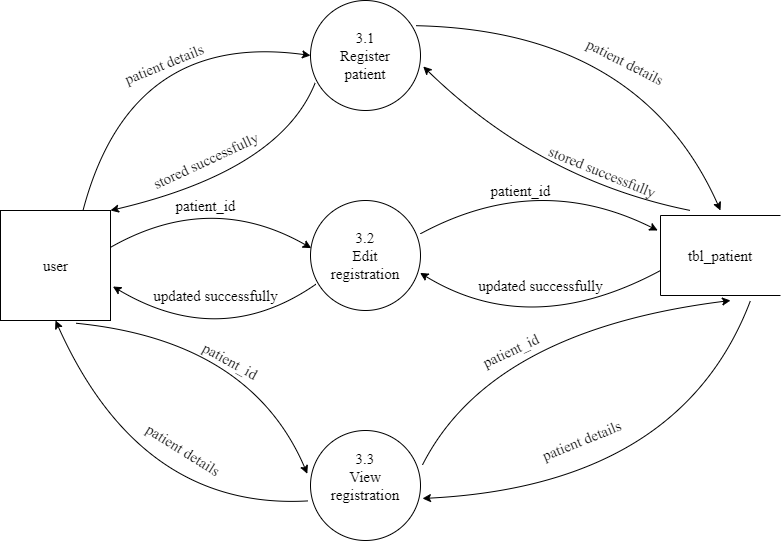 3.1
Register
patient
patient details
patient details
stored successfully
stored successfully
patient_id
patient_id
3.2
Edit
registration
user
tbl_patient
updated successfully
updated successfully
patient_id
patient_id
patient details
patient details
3.3
View
registration